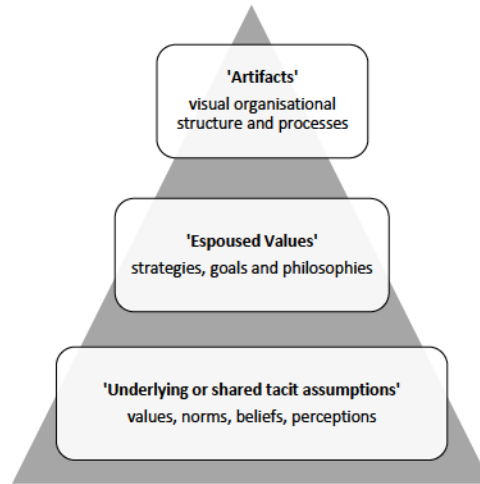 'Artifacts'
visual organisational
structure and processes
'Espoused Values'
strategies, goals and philosophies
'Underlying or shared tacit assumptions'
values, norms, beliefs, perceptions